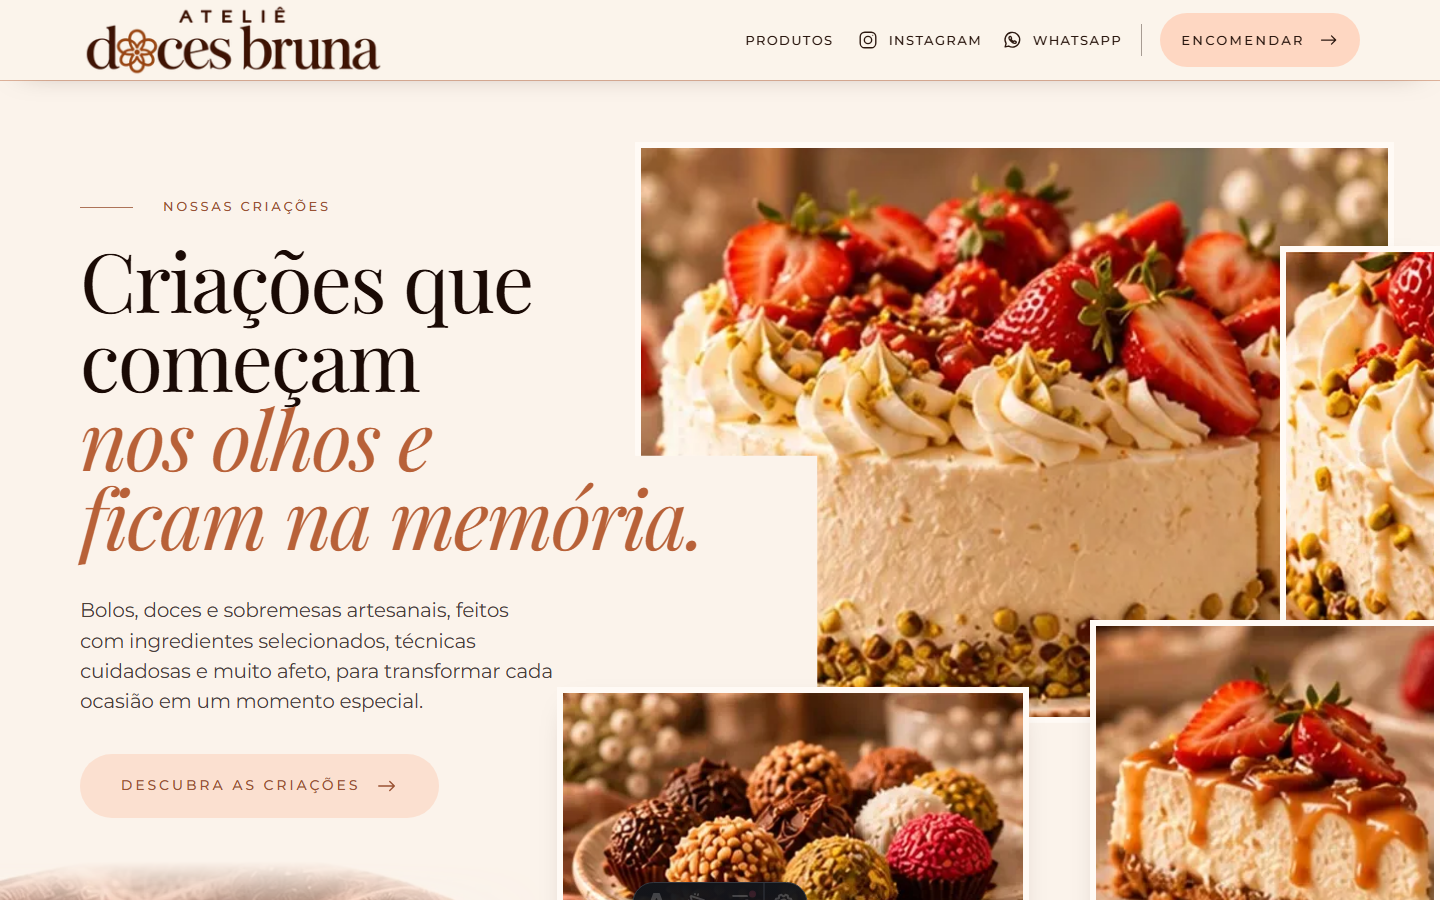 ATELIÊ
doces bruna
PRODUTOS
INSTAGRAM
WHATSAPP
ENCOMENDAR
NOSSAS CRIAÇÕES
Criações que
começam
nos olhos e
ficam na memória.
Bolos, doces e sobremesas artesanais, feitos
com ingredientes selecionados, técnicas
cuidadosas e muito afeto, para transformar cada
ocasião em um momento especial.
DESCUBRA AS CRIAÇÕES